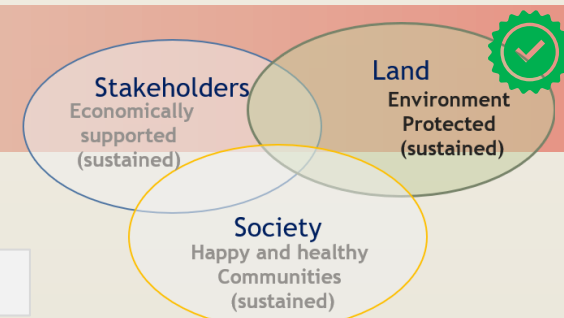 Stakeholders
Economically
supported
(sustained)
Land
Environment
Protected
(sustained)
Society
Happy and healthy
Communities
(sustained)